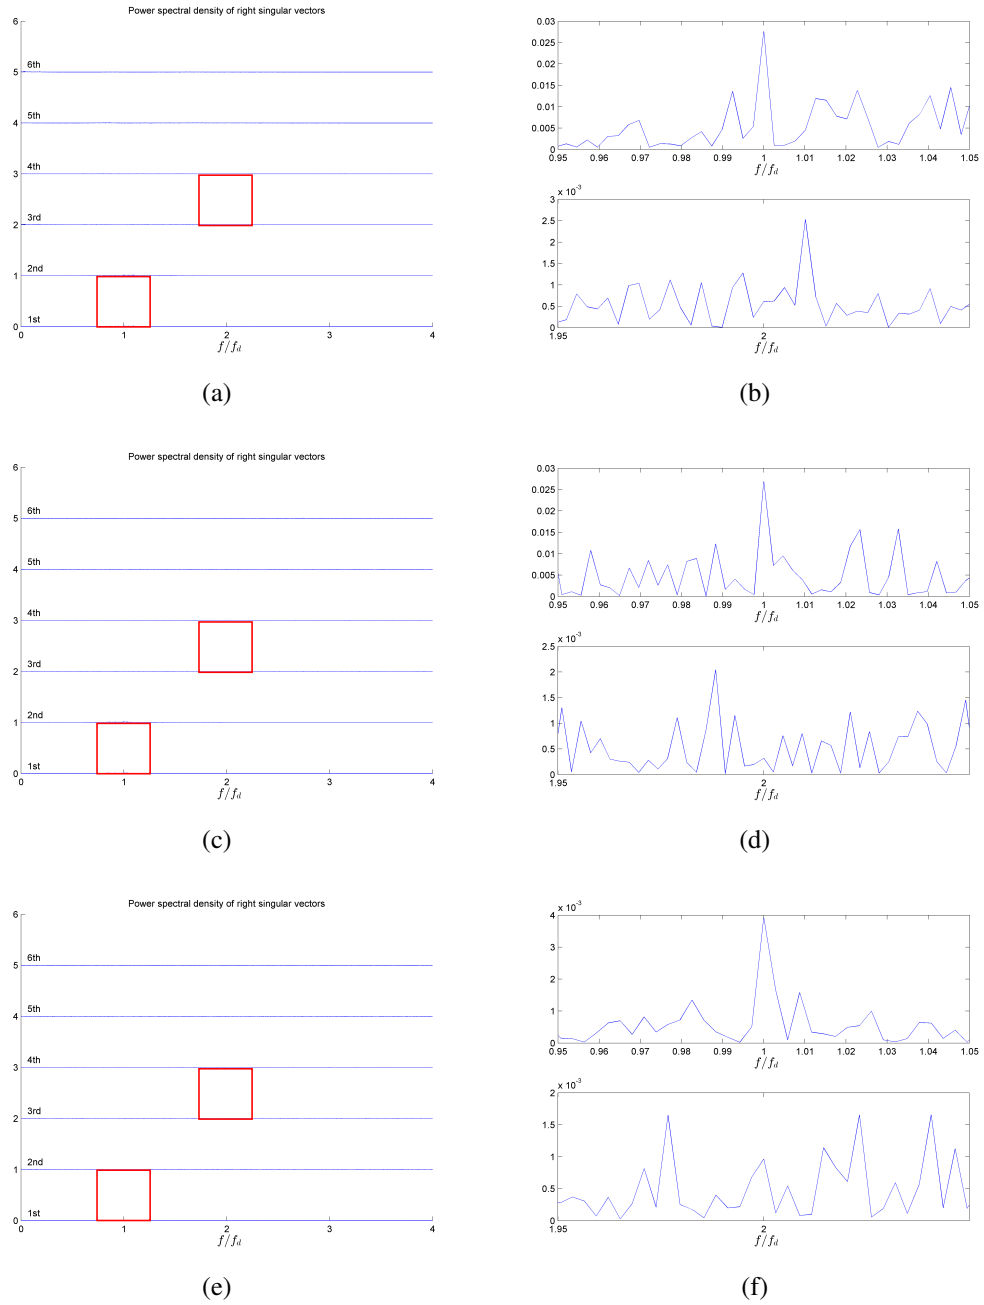 Power spectral density of right singular vectors
6
5
4
3
2
1
0
6th
5th
4th
3rd
2nd
1st
0 1 2 3 4
f/f_d
(a)
0.03
0.025
0.02
0.015
0.01
0.005
0
0.95 0.96 0.97 0.98 0.99 1 1.01 1.02 1.03 1.04 1.05
f/f_d
x 10^-3
3
2.5
2
1.5
1
0.5
0
1.95 2
f/f_d
(b)
Power spectral density of right singular vectors
6
5
4
3
2
1
0
6th
5th
4th
3rd
2nd
1st
0 1 2 3 4
f/f_d
(c)
0.03
0.025
0.02
0.015
0.01
0.005
0
0.95 0.96 0.97 0.98 0.99 1 1.01 1.02 1.03 1.04 1.05
f/f_d
x 10^-3
2.5
2
1.5
1
0.5
0
1.95 2
f/f_d
(d)
Power spectral density of right singular vectors
6
5
4
3
2
1
0
6th
5th
4th
3rd
2nd
1st
0 1 2 3 4
f/f_d
(e)
x 10^-3
4
3
2
1
0
0.95 0.96 0.97 0.98 0.99 1 1.01 1.02 1.03 1.04 1.05
f/f_d
x 10^-3
2
1.5
1
0.5
0
1.95 2
f/f_d
(f)